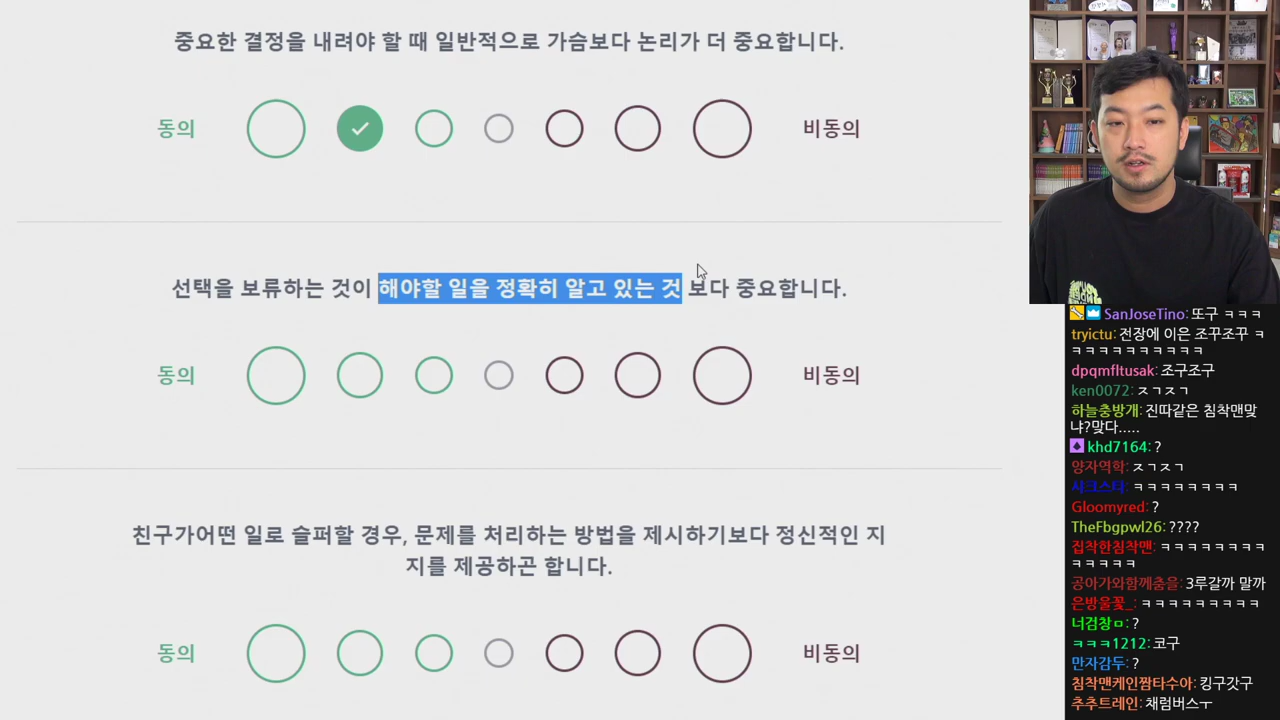 중요한 결정을 내려야 할 때 일반적으로 가슴보다 논리가 더 중요합니다.
동의
비동의
선택을 보류하는 것이 해야할 일을 정확히 알고 있는 것 보다 중요합니다.
동의
비동의
친구가어떤 일로 슬퍼할 경우, 문제를 처리하는 방법을 제시하기보다 정신적인 지
지를 제공하곤 합니다.
동의
비동의
SanJoseTino: 또구 ㅋㅋㅋ
tryictu: 전장에 이은 조꾸조꾸 ㅋ
ㅋㅋㅋㅋㅋㅋㅋㅋㅋㅋ
dpqmfltusak: 조구조구
ken0072: ㅈㄱㅈㄱ
하늘충방개: 진따같은 침착맨맞
냐?맞다.....
khd7164: ?
양자역학: ㅈㄱㅈㄱ
샤크스타: ㅋㅋㅋㅋㅋㅋㅋㅋ
Gloomyred: ?
TheFbgpwl26: ????
집착한침착맨: ㅋㅋㅋㅋㅋㅋㅋㅋ
ㅋㅋㅋㅋㅋ
공아가와함께춤을: 3루갈까 말까
은방울꽃_: ㅋㅋㅋㅋㅋㅋㅋㅋㅋ
너검창ㅁ: ?
ㅋㅋㅋ1212: 코구
만자감두: ?
침착맨케인짬타수아: 킹구갓구
추추트레인: 채럼버스ㅜ